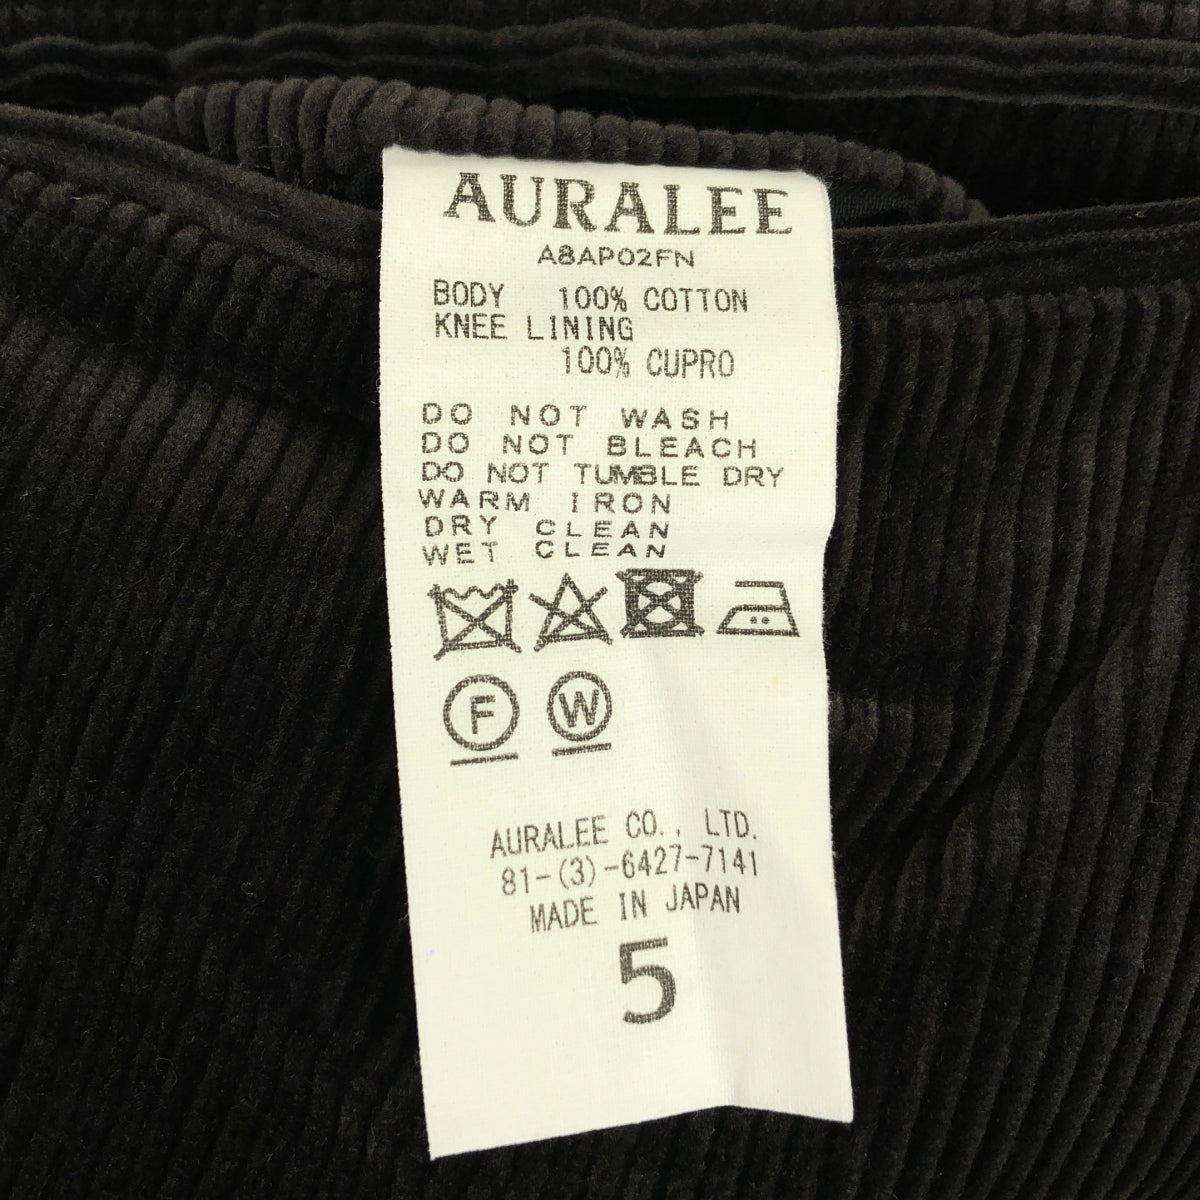 AURALEE
A8AP02FN
BODY 100% COTTON
KNEE LINING
100% CUPRO
DO NOT WASH
DO NOT BLEACH
DO NOT TUMBLE DRY
WARM IRON
DRY CLEAN
WET CLEAN
F W
AURALEE CO., LTD.
81-(3)-6427-7141
MADE IN JAPAN
5